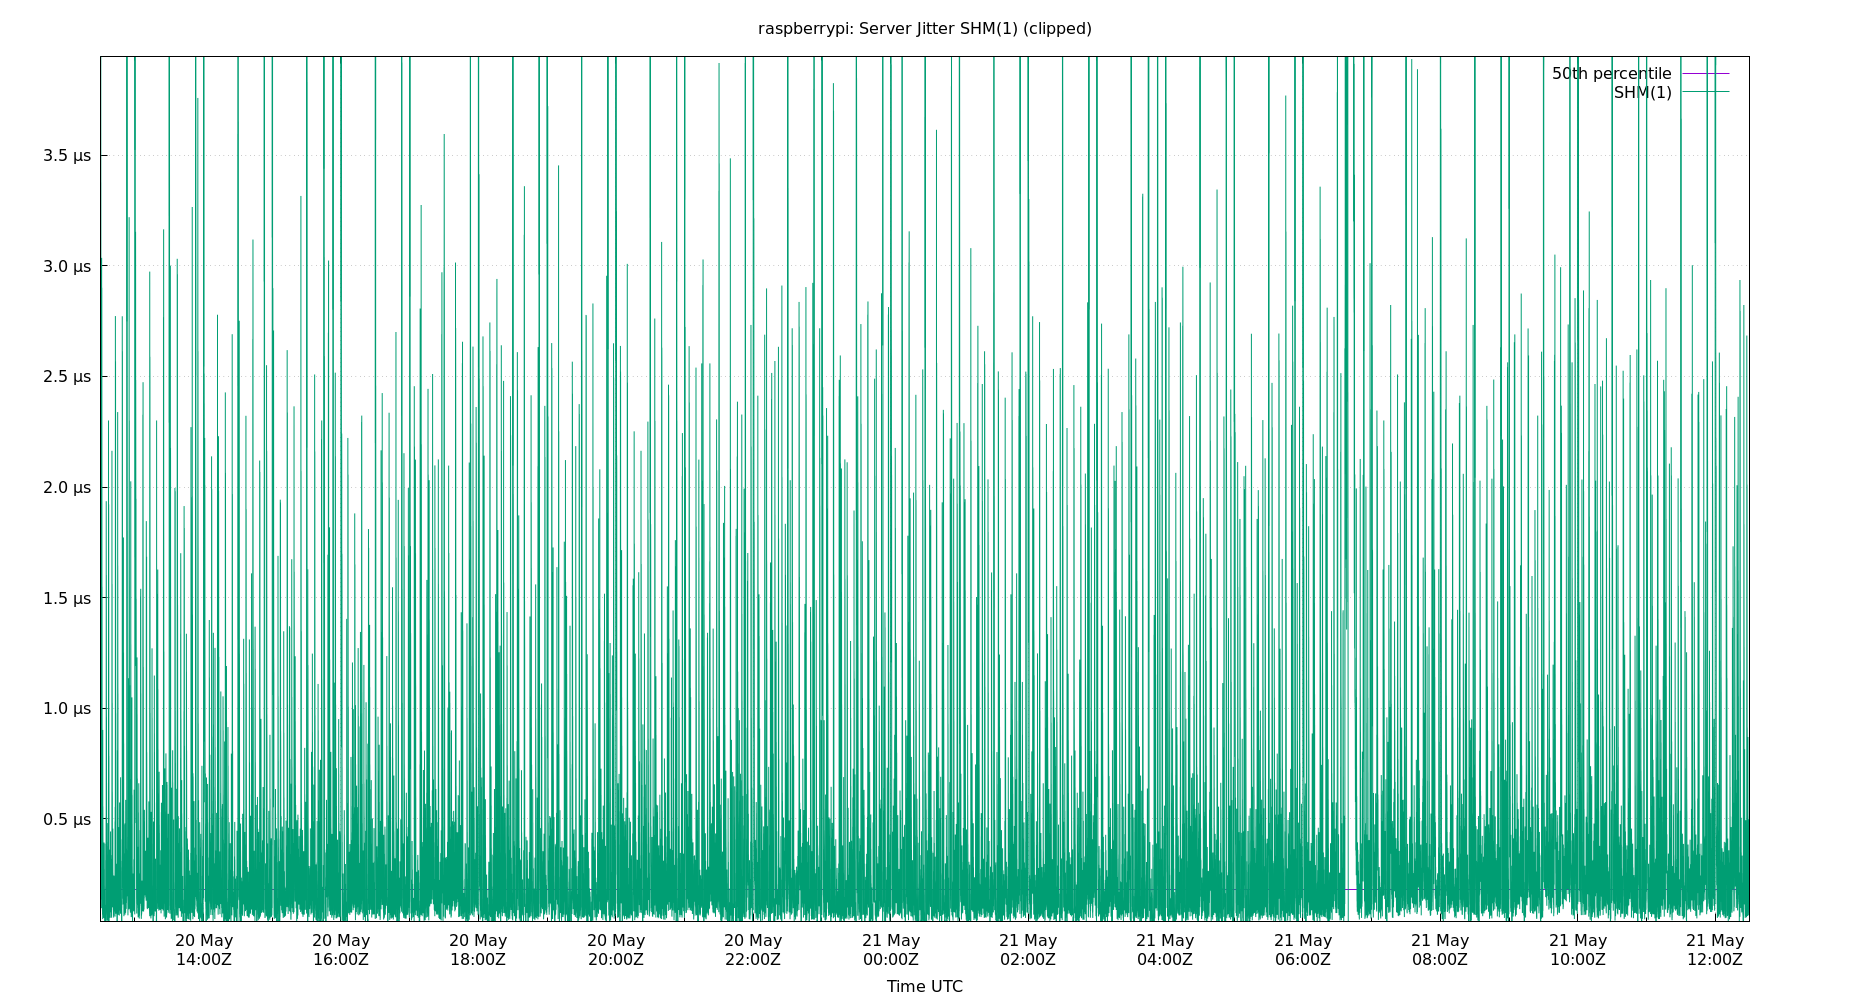 raspberrypi: Server Jitter SHM(1) (clipped)
50th percentile
SHM(1)
3.5 µs
3.0 µs
2.5 µs
2.0 µs
1.5 µs
1.0 µs
0.5 µs
20 May 20 May 20 May 20 May 20 May 21 May 21 May 21 May 21 May 21 May 21 May 21 May
14:00Z 16:00Z 18:00Z 20:00Z 22:00Z 00:00Z 02:00Z 04:00Z 06:00Z 08:00Z 10:00Z 12:00Z
Time UTC